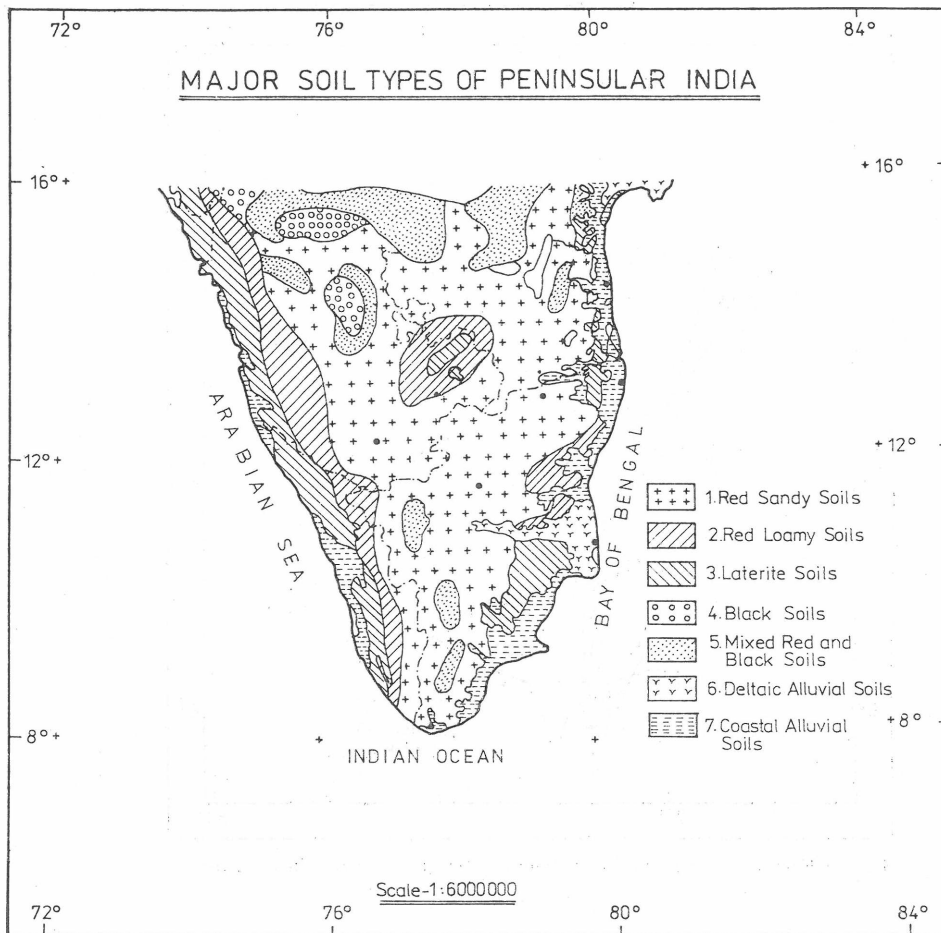 72° 76° 80° 84°
MAJOR SOIL TYPES OF PENINSULAR INDIA
16°+ +16°
ARABIAN SEA
12°+ +12°
BAY OF BENGAL
1. Red Sandy Soils
2. Red Loamy Soils
3. Laterite Soils
4. Black Soils
5. Mixed Red and
Black Soils
6. Deltaic Alluvial Soils
7. Coastal Alluvial
Soils
8°+ +8°
INDIAN OCEAN
Scale-1:6000000
72° 76° 80° 84°